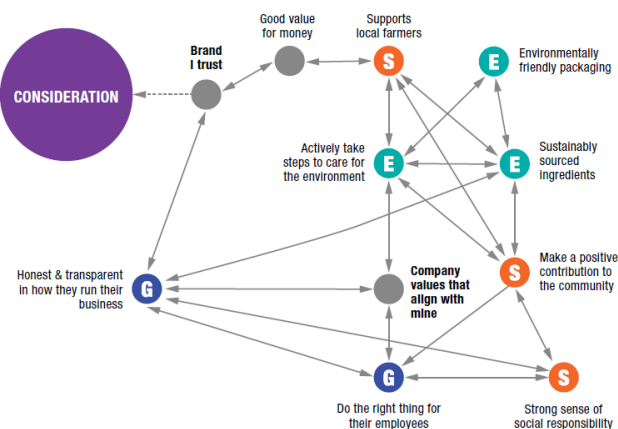 Good value
for money
Supports
local farmers
Brand
I trust
S
E
Environmentally
friendly packaging
CONSIDERATION
Actively take
steps to care for
the environment
E
E
Sustainably
sourced
ingredients
Honest & transparent
in how they run their
business
G
Company
values that
align with
mine
S
Make a positive
contribution to
the community
G
S
Do the right thing for
their employees
Strong sense of
social responsibility